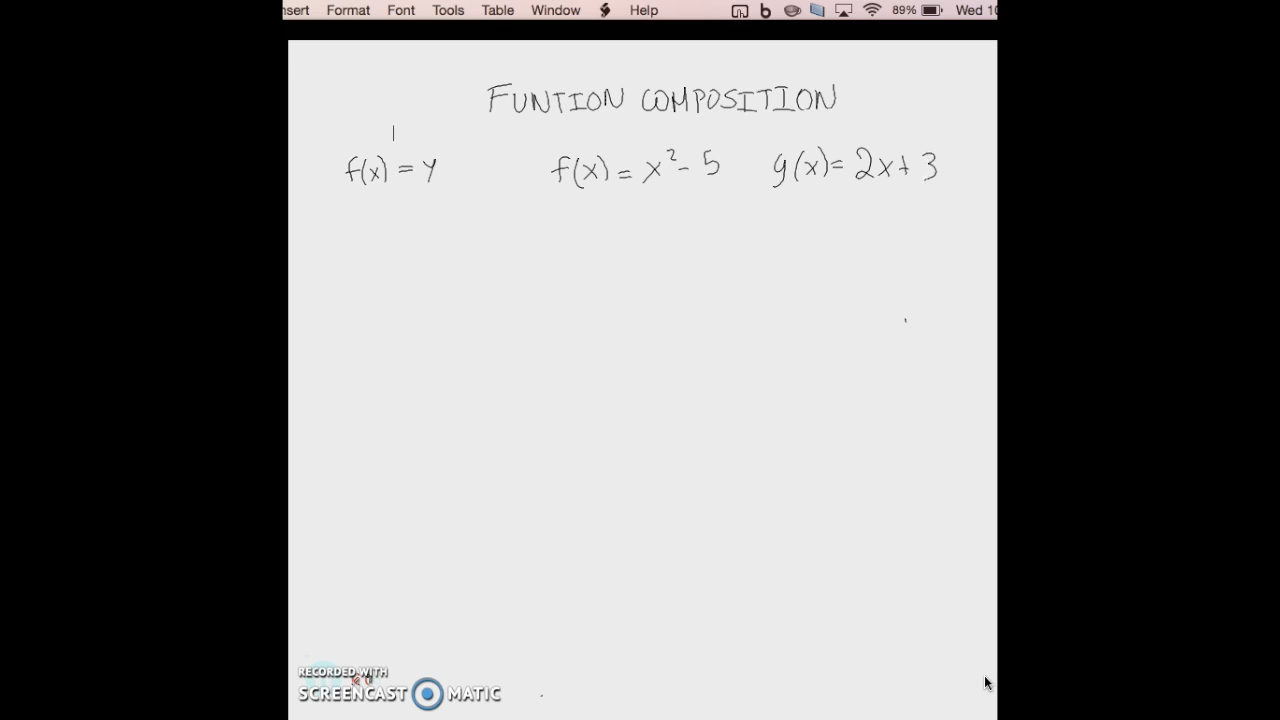 nsert Format Font Tools Table Window Help 89% Wed 10
FUNTION COMPOSITION
f(x) = y f(x) = x² - 5 g(x) = 2x + 3
RECORDED WITH
SCREENCAST MATIC